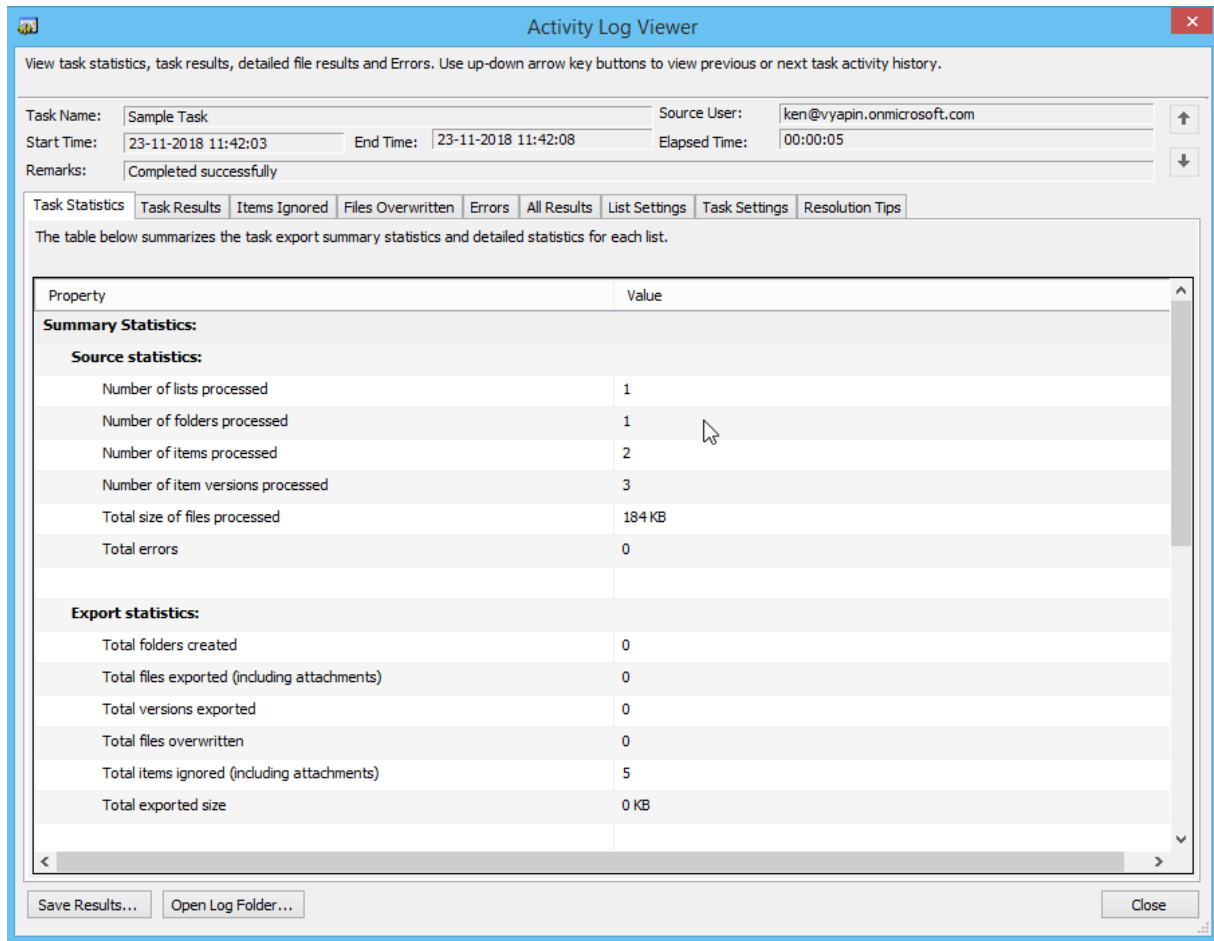 Activity Log Viewer
View task statistics, task results, detailed file results and Errors. Use up-down arrow key buttons to view previous or next task activity history.
Task Name: Sample Task Source User: ken@vyapin.onmicrosoft.com
Start Time: 23-11-2018 11:42:03 End Time: 23-11-2018 11:42:08 Elapsed Time: 00:00:05
Remarks: Completed successfully
Task Statistics Task Results Items Ignored Files Overwritten Errors All Results List Settings Task Settings Resolution Tips
The table below summarizes the task export summary statistics and detailed statistics for each list.
Property Value
Summary Statistics:
Source statistics:
Number of lists processed 1
Number of folders processed 1
Number of items processed 2
Number of item versions processed 3
Total size of files processed 184 KB
Total errors 0
Export statistics:
Total folders created 0
Total files exported (including attachments) 0
Total versions exported 0
Total files overwritten 0
Total items ignored (including attachments) 5
Total exported size 0 KB
Save Results... Open Log Folder... Close